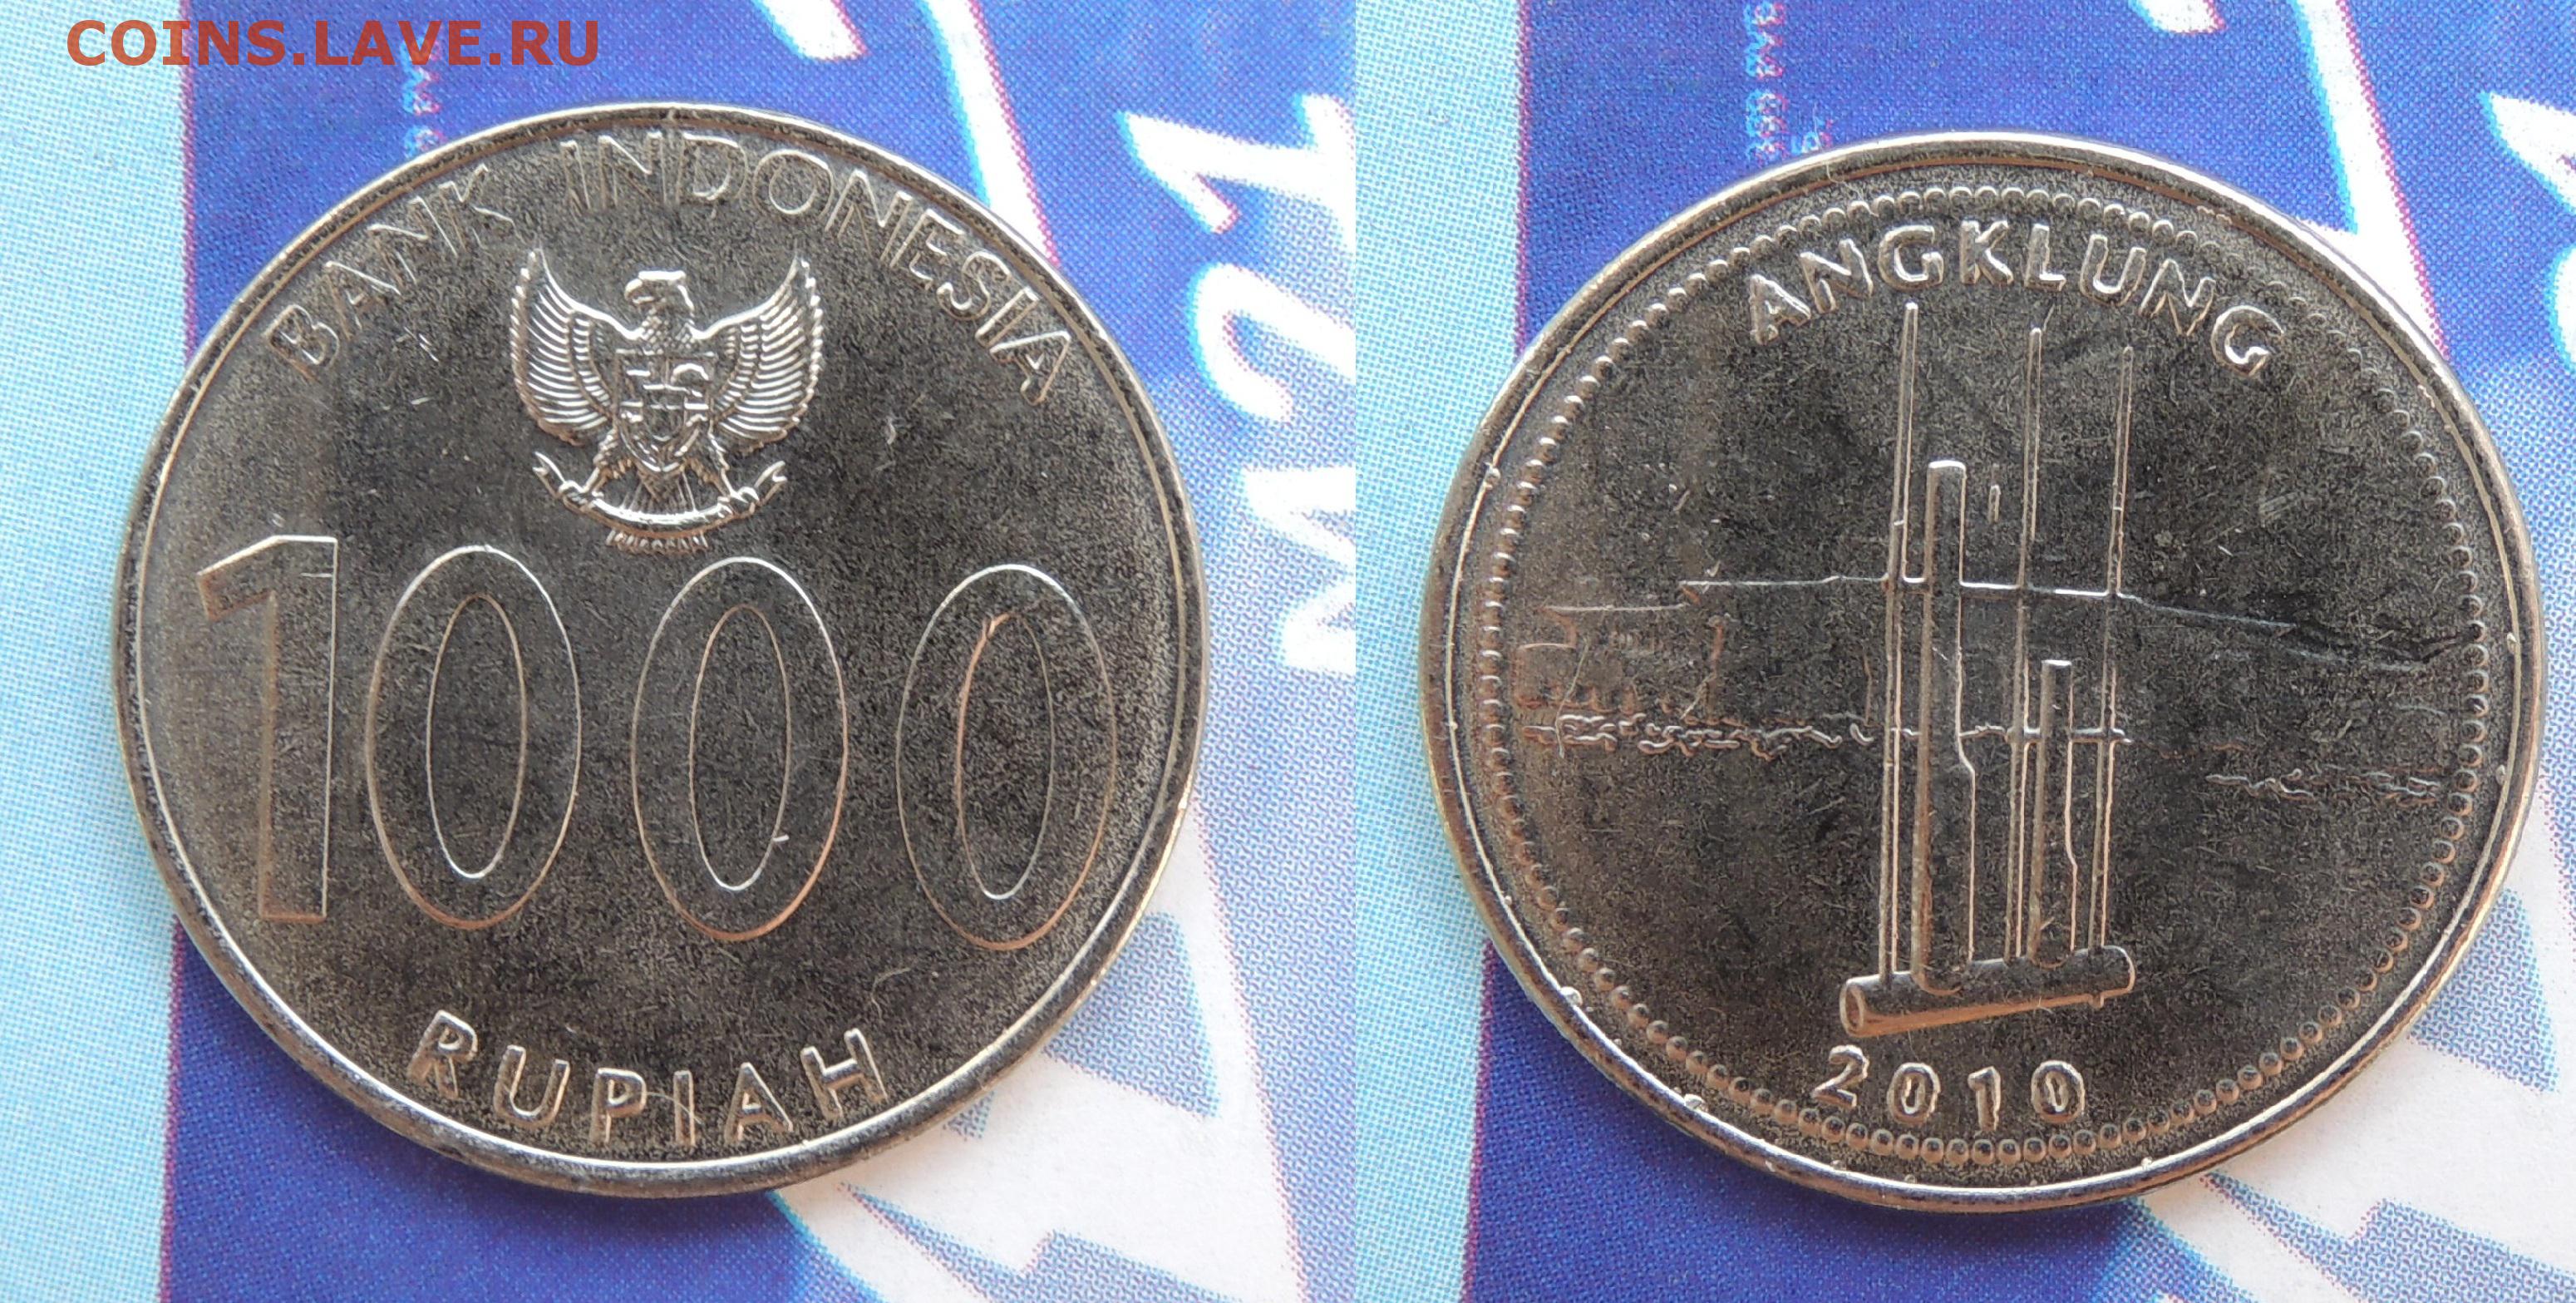 COINS.LAVE.RU
BANK INDONESIA
1000
RUPIAH
ANGKLUNG
2010